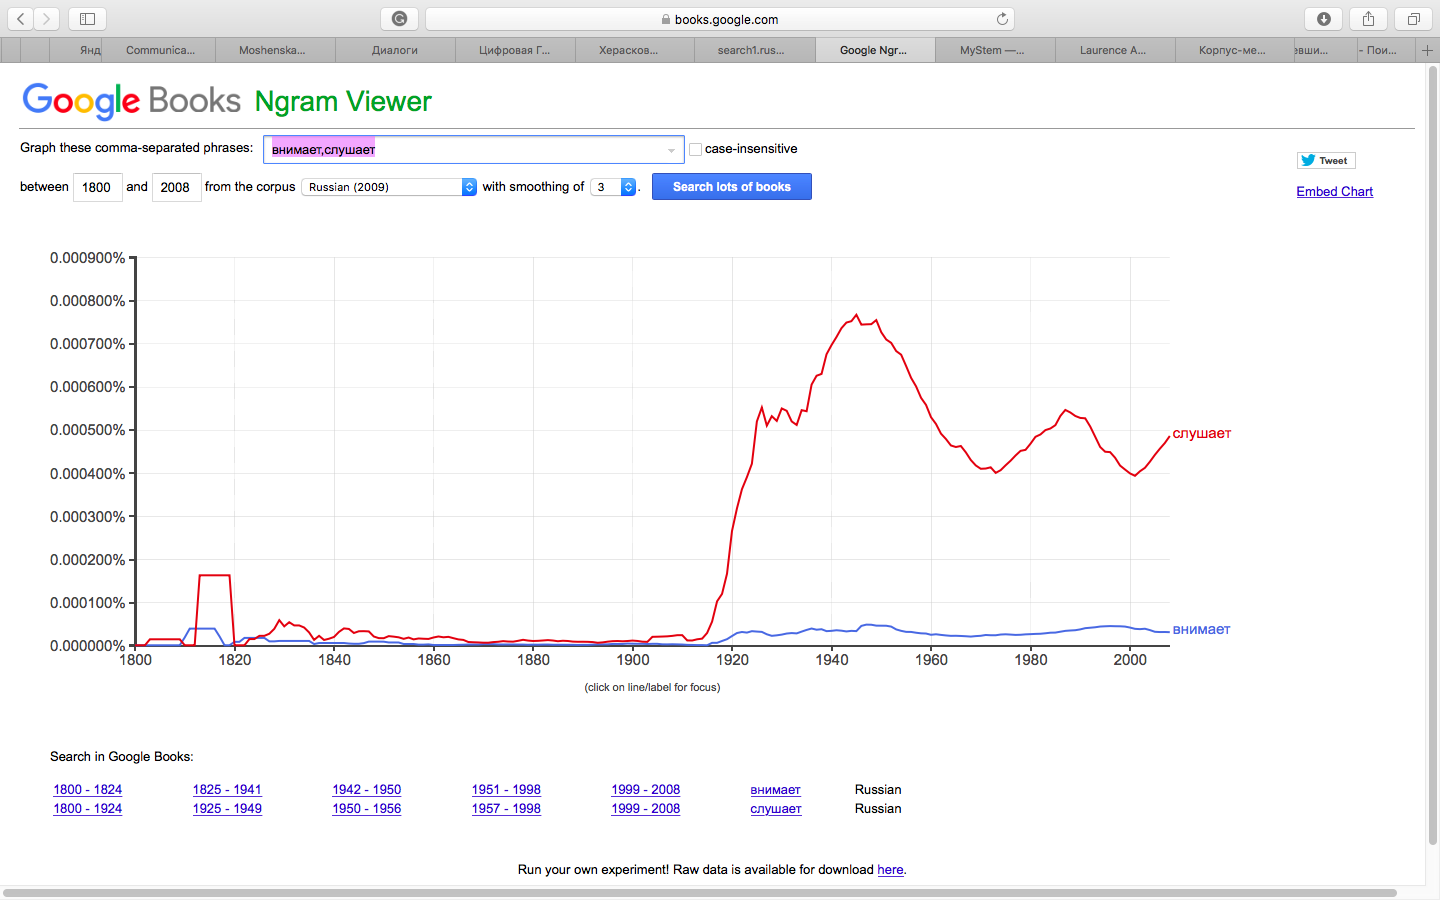 books.google.com
Янд Communica... Moshenska... Диалоги Цифровая Г... Херасков... search1.rus... Google Ngr... MyStem —... Laurence A... Корпус-ме... евши... - Пои...
Google Books Ngram Viewer
Graph these comma-separated phrases: внимает,слушает case-insensitive
Tweet
between 1800 and 2008 from the corpus Russian (2009) with smoothing of 3 . Search lots of books
Embed Chart
0.000900%
0.000800%
0.000700%
0.000600%
0.000500%
слушает
0.000400%
0.000300%
0.000200%
0.000100%
внимает
0.000000%
1800 1820 1840 1860 1880 1900 1920 1940 1960 1980 2000
(click on line/label for focus)
Search in Google Books:
1800 - 1824 1825 - 1941 1942 - 1950 1951 - 1998 1999 - 2008 внимает Russian
1800 - 1924 1925 - 1949 1950 - 1956 1957 - 1998 1999 - 2008 слушает Russian
Run your own experiment! Raw data is available for download here.